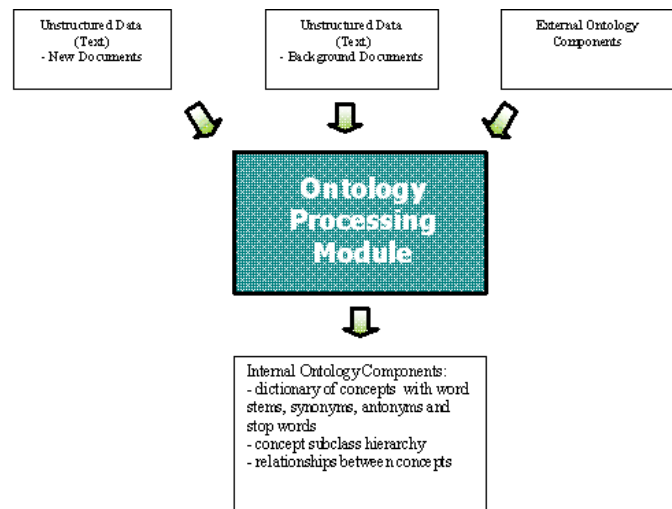 Unstructured Data
(Text)
- New Documents
Unstructured Data
(Text)
- Background Documents
External Ontology
Components
Ontology
Processing
Module
Internal Ontology Components:
- dictionary of concepts with word
stems, synonyms, antonyms and
stop words
- concept subclass hierarchy
- relationships between concepts